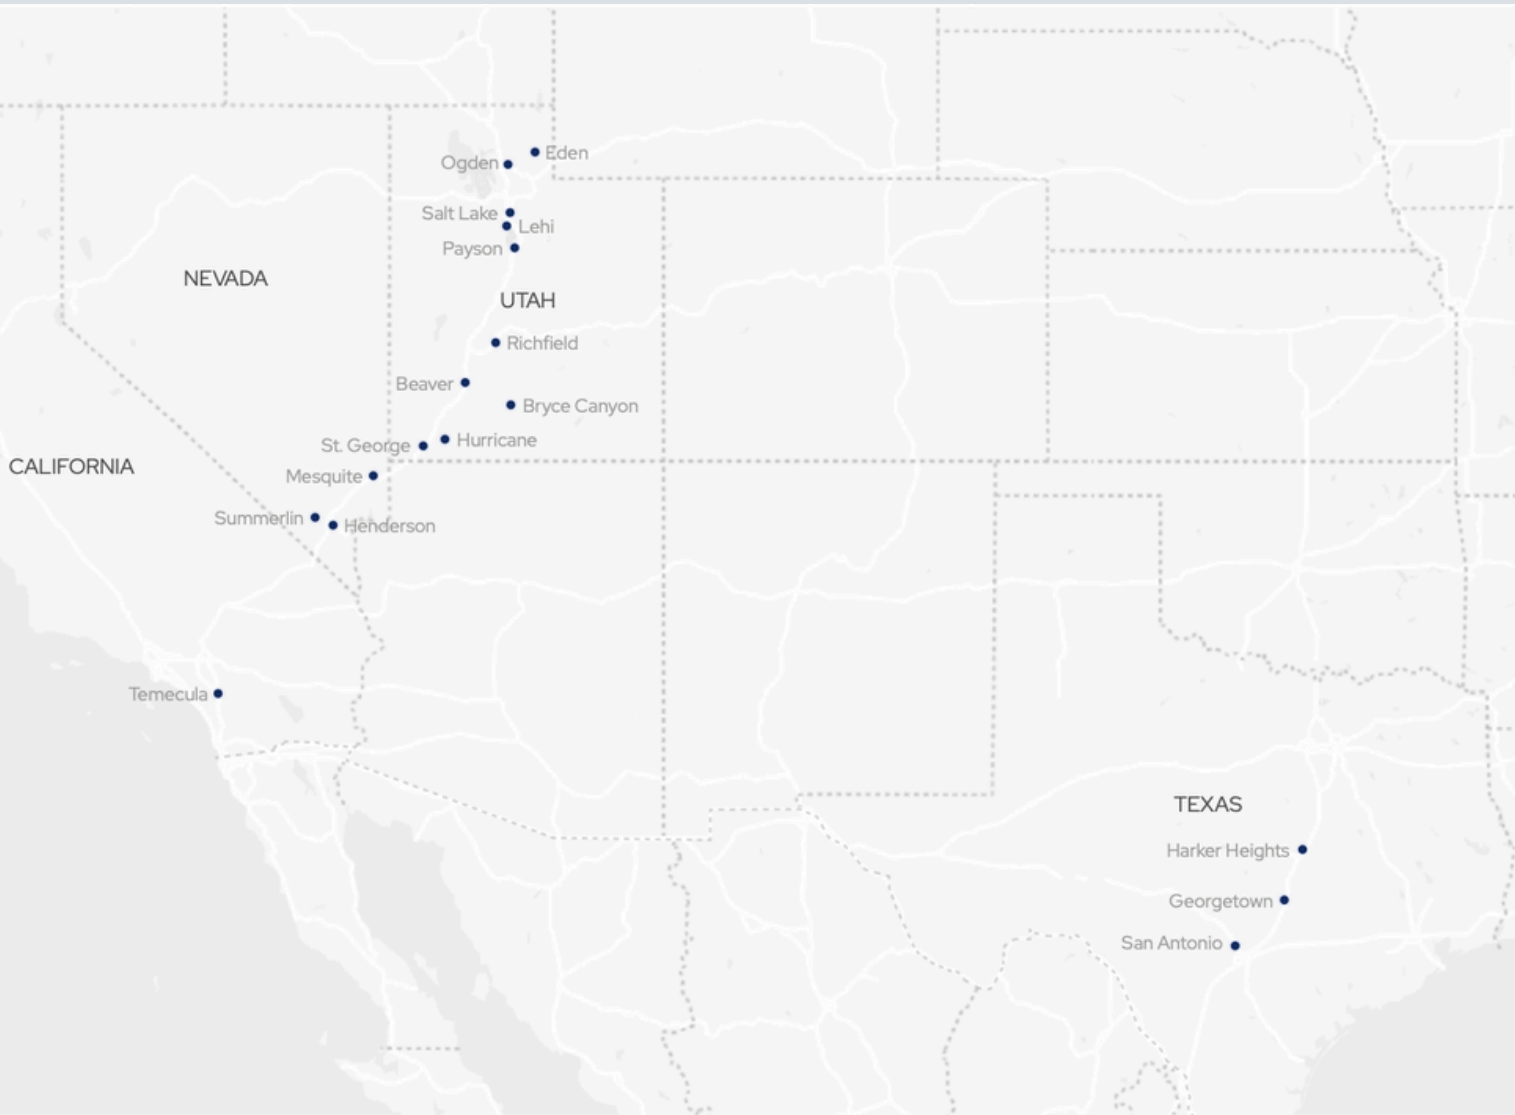 Ogden
Eden
Salt Lake
Lehi
Payson
NEVADA
UTAH
Richfield
Beaver
Bryce Canyon
St. George
Hurricane
CALIFORNIA
Mesquite
Summerlin
Henderson
Temecula
TEXAS
Harker Heights
Georgetown
San Antonio